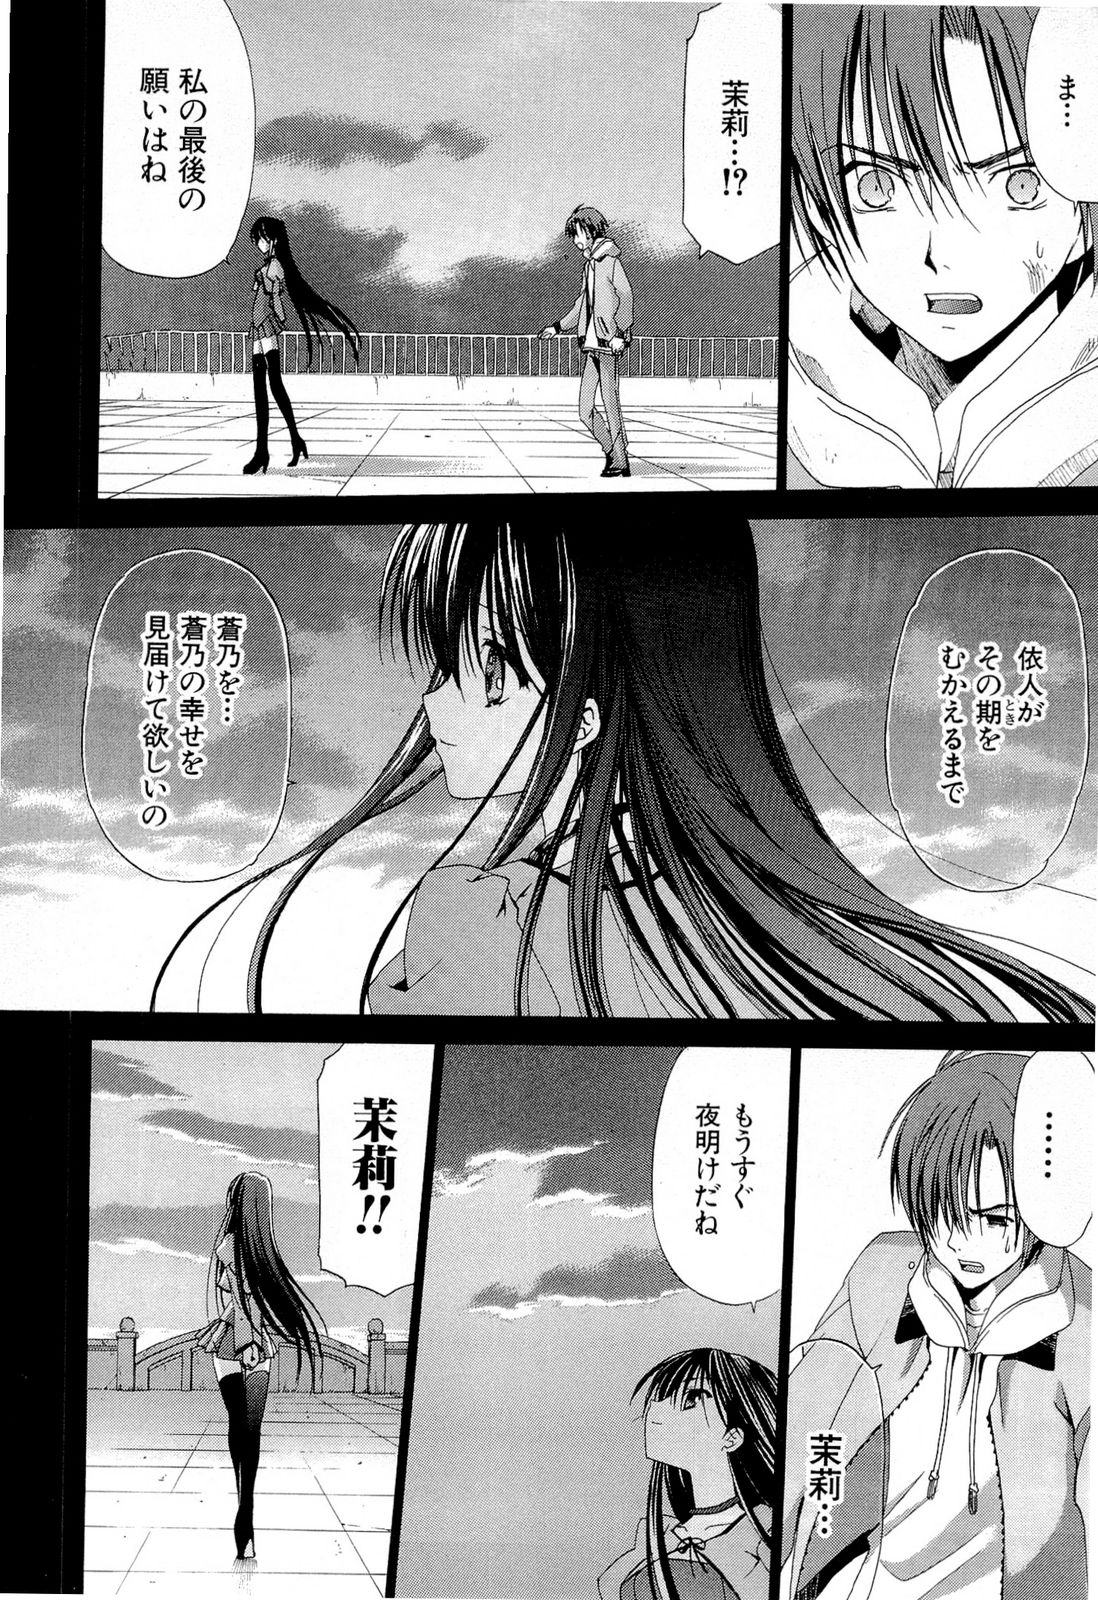 ま…
茉莉…!?
私の最後の
願いはね
依人が
その期を
とき
むかえるまで
蒼乃を…
蒼乃の幸せを
見届けて欲しいの
……
茉莉…
もうすぐ
夜明けだね
茉莉!!